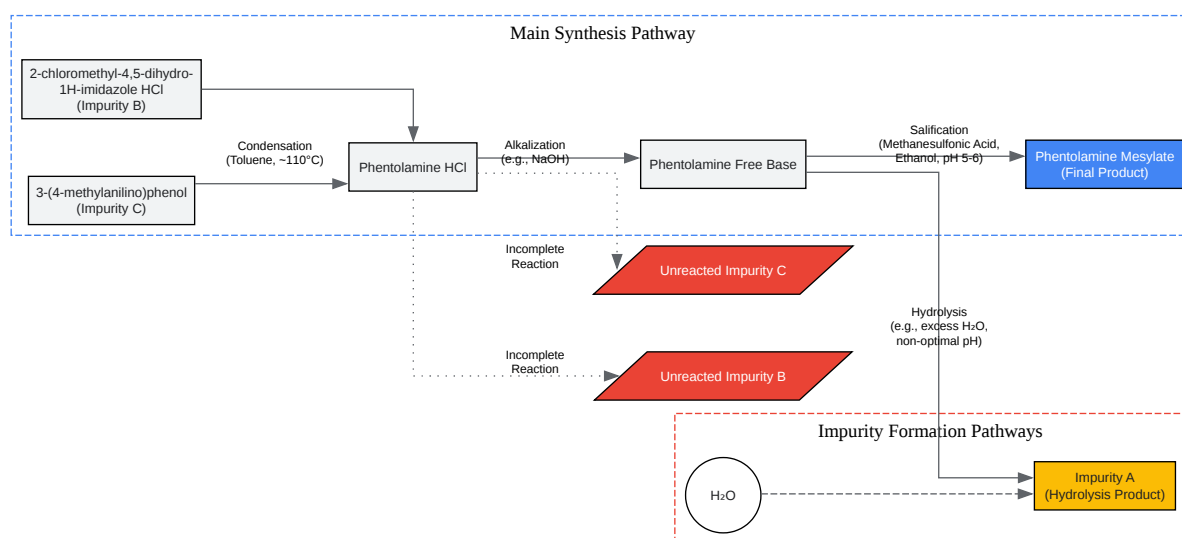 Main Synthesis Pathway
2-chloromethyl-4,5-dihydro-
1H-imidazole HCl
(Impurity B)
Condensation
(Toluene, ~110°C)
3-(4-methylanilino)phenol
(Impurity C)
Phentolamine HCl
Alkalization
(e.g., NaOH)
Phentolamine Free Base
Salification
(Methanesulfonic Acid,
Ethanol, pH 5-6)
Phentolamine Mesylate
(Final Product)
Incomplete
Reaction
Unreacted Impurity C
Incomplete
Reaction
Unreacted Impurity B
Hydrolysis
(e.g., excess H₂O,
non-optimal pH)
Impurity Formation Pathways
H₂O
Impurity A
(Hydrolysis Product)